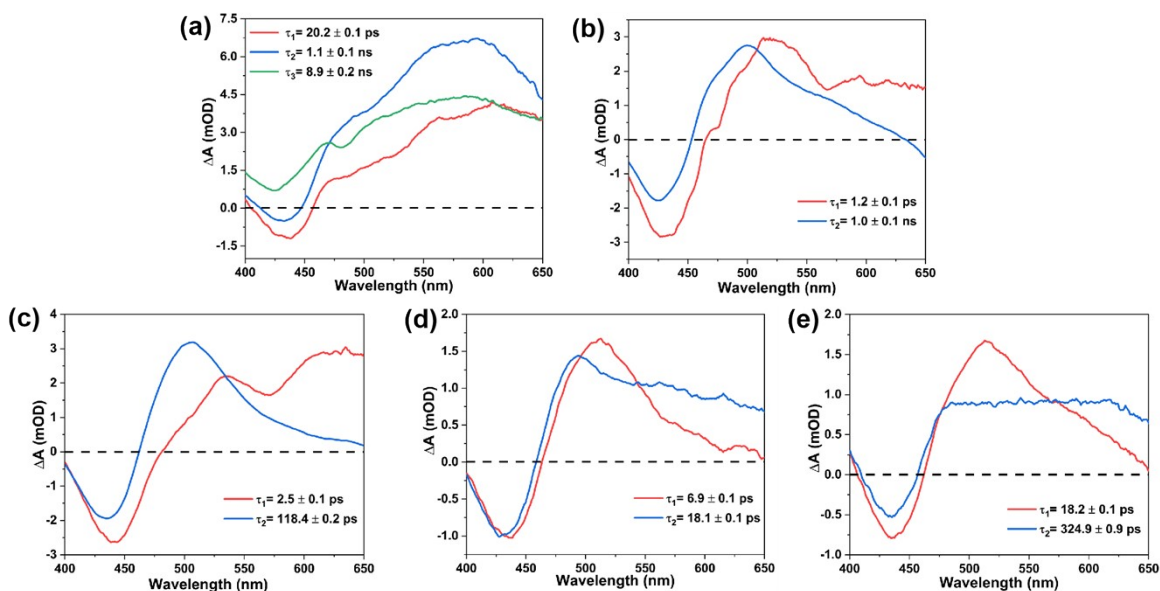 (a)
7.5
6.0
4.5
3.0
1.5
0.0
-1.5
ΔA (mOD)
τ1= 20.2 ± 0.1 ps
τ2= 1.1 ± 0.1 ns
τ3= 8.9 ± 0.2 ns
400 450 500 550 600 650
Wavelength (nm)
(b)
3
2
1
0
-1
-2
-3
ΔA (mOD)
τ1= 1.2 ± 0.1 ps
τ2= 1.0 ± 0.1 ns
400 450 500 550 600 650
Wavelength (nm)
(c)
4
3
2
1
0
-1
-2
-3
ΔA (mOD)
τ1= 2.5 ± 0.1 ps
τ2= 118.4 ± 0.2 ps
400 450 500 550 600 650
Wavelength (nm)
(d)
2.0
1.5
1.0
0.5
0.0
-0.5
-1.0
ΔA (mOD)
τ1= 6.9 ± 0.1 ps
τ2= 18.1 ± 0.1 ps
400 450 500 550 600 650
Wavelength (nm)
(e)
2.0
1.5
1.0
0.5
0.0
-0.5
-1.0
ΔA (mOD)
τ1= 18.2 ± 0.1 ps
τ2= 324.9 ± 0.9 ps
400 450 500 550 600 650
Wavelength (nm)